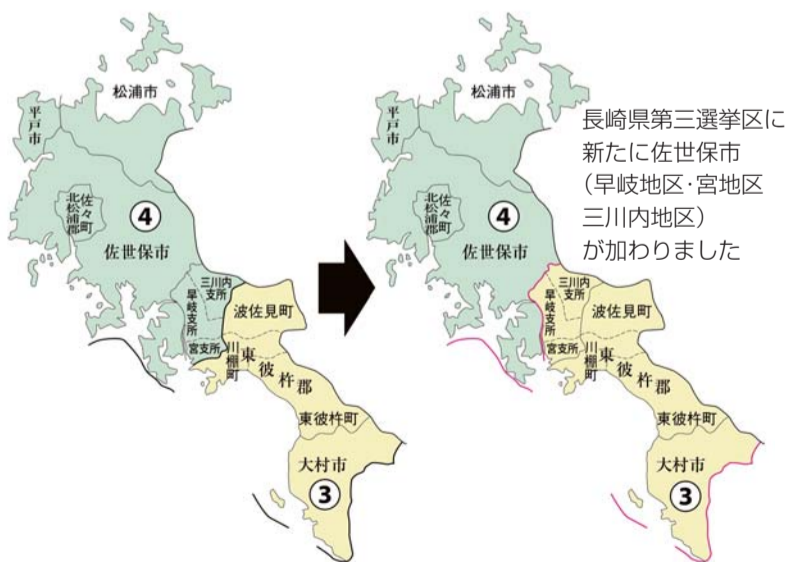 松浦市
平戸市
佐々町
北松浦郡
④
佐世保市
三川内
支所
早岐支所
宮支所
波佐見町
川棚町
東彼杵郡
東彼杵町
大村市
③
松浦市
平戸市
佐々町
北松浦郡
④
佐世保市
三川内
支所
早岐支所
宮支所
波佐見町
川棚町
東彼杵郡
東彼杵町
大村市
③
長崎県第三選挙区に
新たに佐世保市
（早岐地区･宮地区
三川内地区）
が加わりました